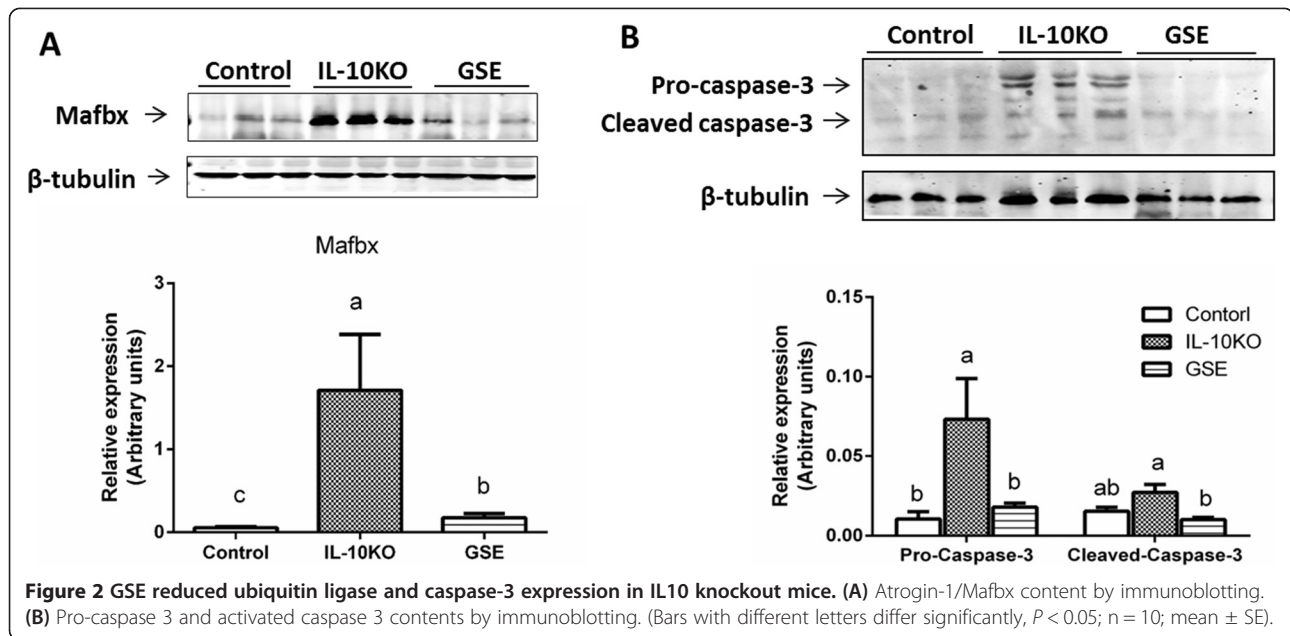 A
Control IL-10KO GSE
Mafbx →
β-tubulin →
Mafbx
Relative expression
(Arbitrary units)
3
2
1
0
c
a
b
Control IL-10KO GSE
B
Control IL-10KO GSE
Pro-caspase-3 →
Cleaved caspase-3 →
β-tubulin →
Relative expression
(Arbitrary units)
0.15
0.10
0.05
0.00
Contorl
IL-10KO
GSE
b
a
b
ab
a
b
Pro-Caspase-3 Cleaved-Caspase-3
Figure 2 GSE reduced ubiquitin ligase and caspase-3 expression in IL10 knockout mice. (A) Atrogin-1/Mafbx content by immunoblotting.
(B) Pro-caspase 3 and activated caspase 3 contents by immunoblotting. (Bars with different letters differ significantly, P < 0.05; n = 10; mean ± SE).